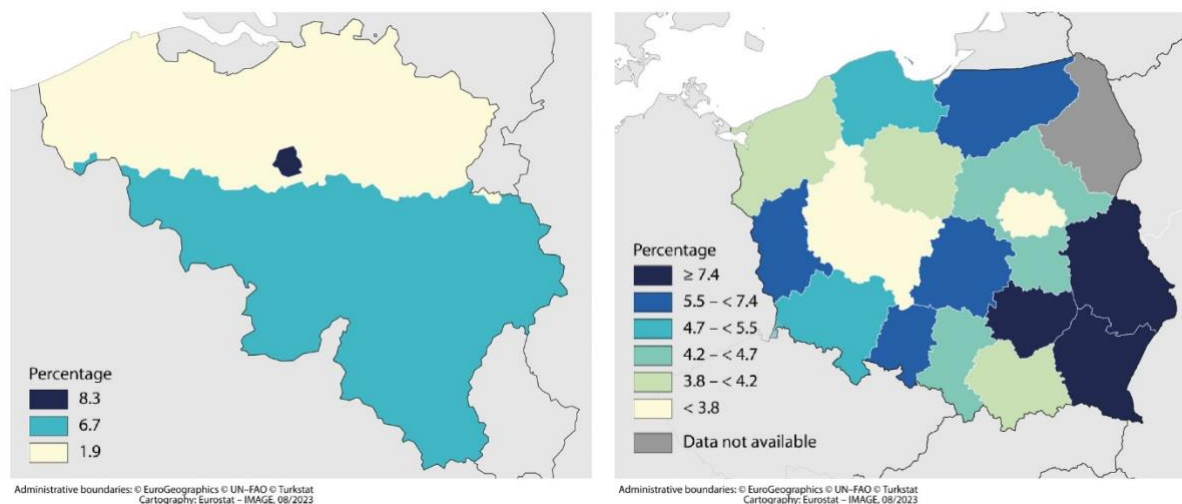 Percentage
8.3
6.7
1.9
Administrative boundaries: © EuroGeographics © UN–FAO © Turkstat
Cartography: Eurostat – IMAGE, 08/2023
Percentage
≥ 7.4
5.5 – < 7.4
4.7 – < 5.5
4.2 – < 4.7
3.8 – < 4.2
< 3.8
Data not available
Administrative boundaries: © EuroGeographics © UN–FAO © Turkstat
Cartography: Eurostat – IMAGE, 08/2023